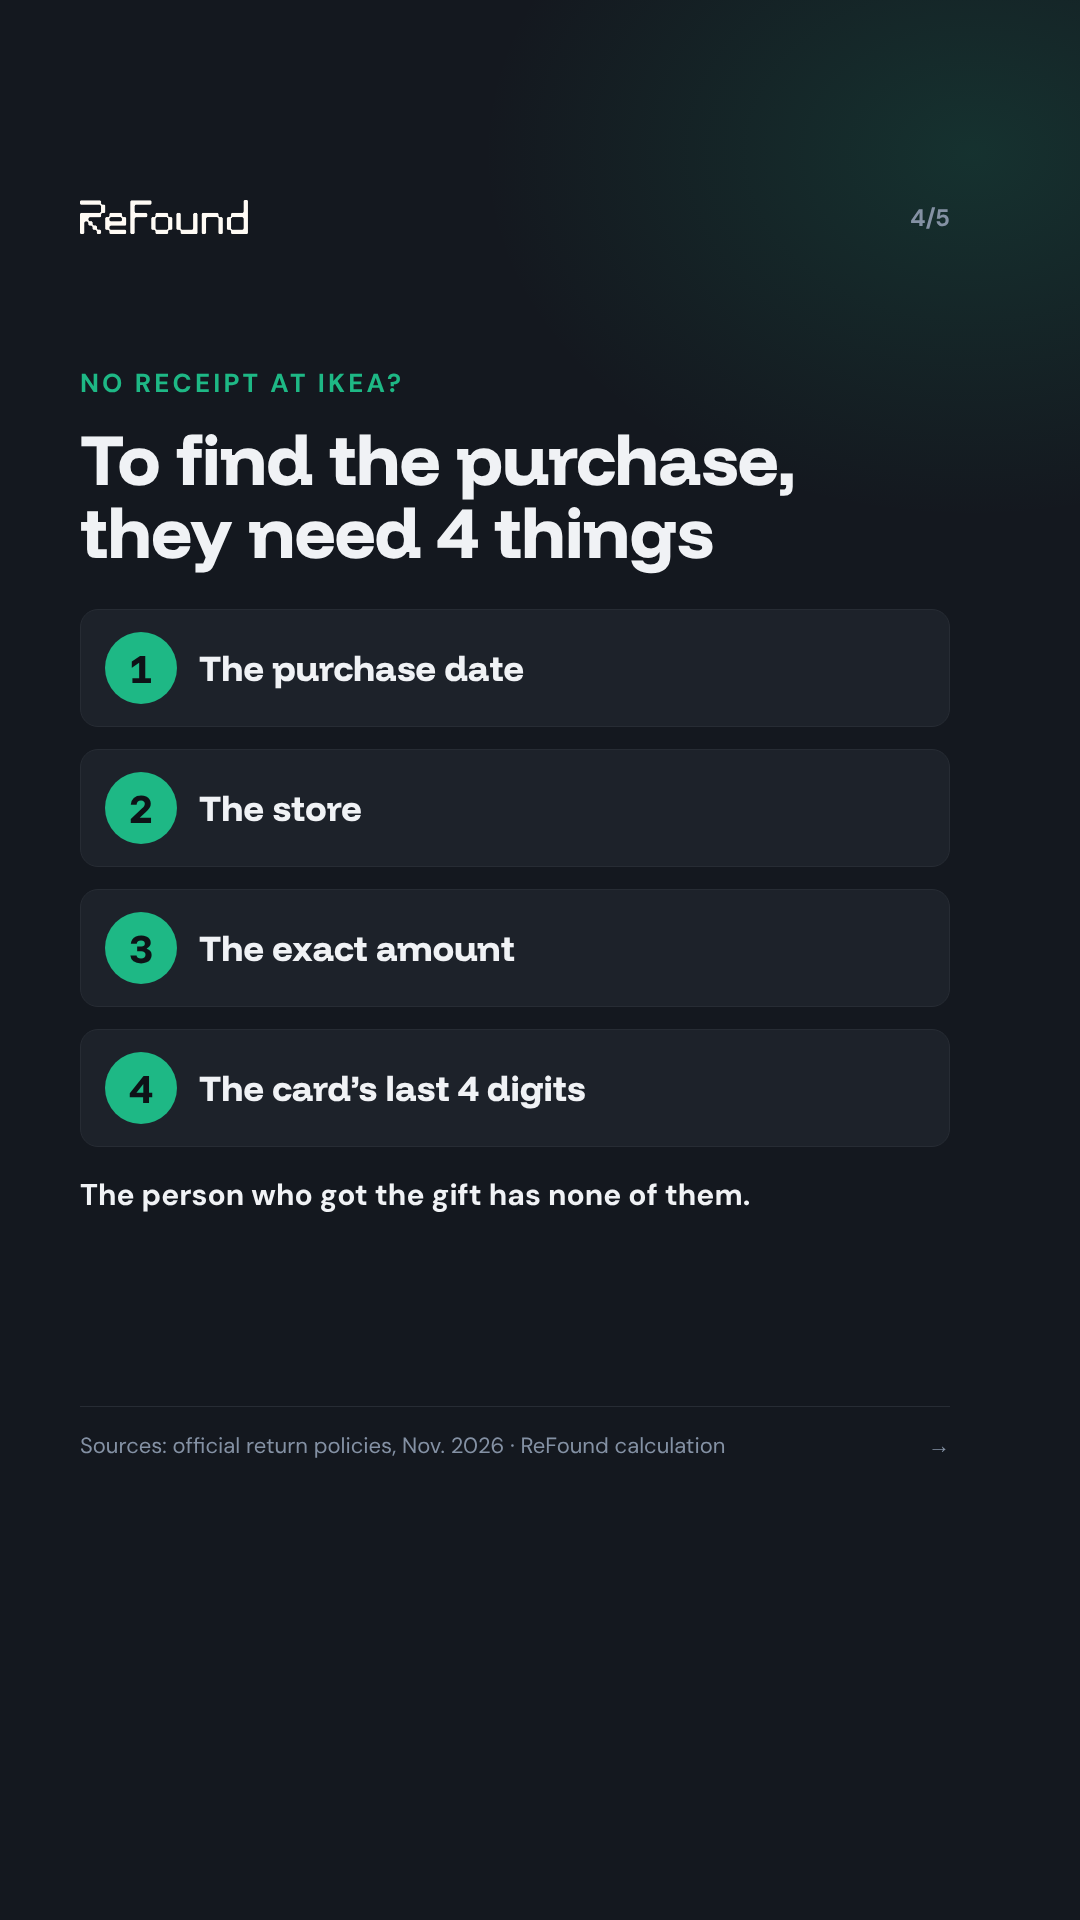 ReFound
4/5
NO RECEIPT AT IKEA?
To find the purchase,
they need 4 things
1 The purchase date
2 The store
3 The exact amount
4 The card’s last 4 digits
The person who got the gift has none of them.
Sources: official return policies, Nov. 2026 · ReFound calculation →